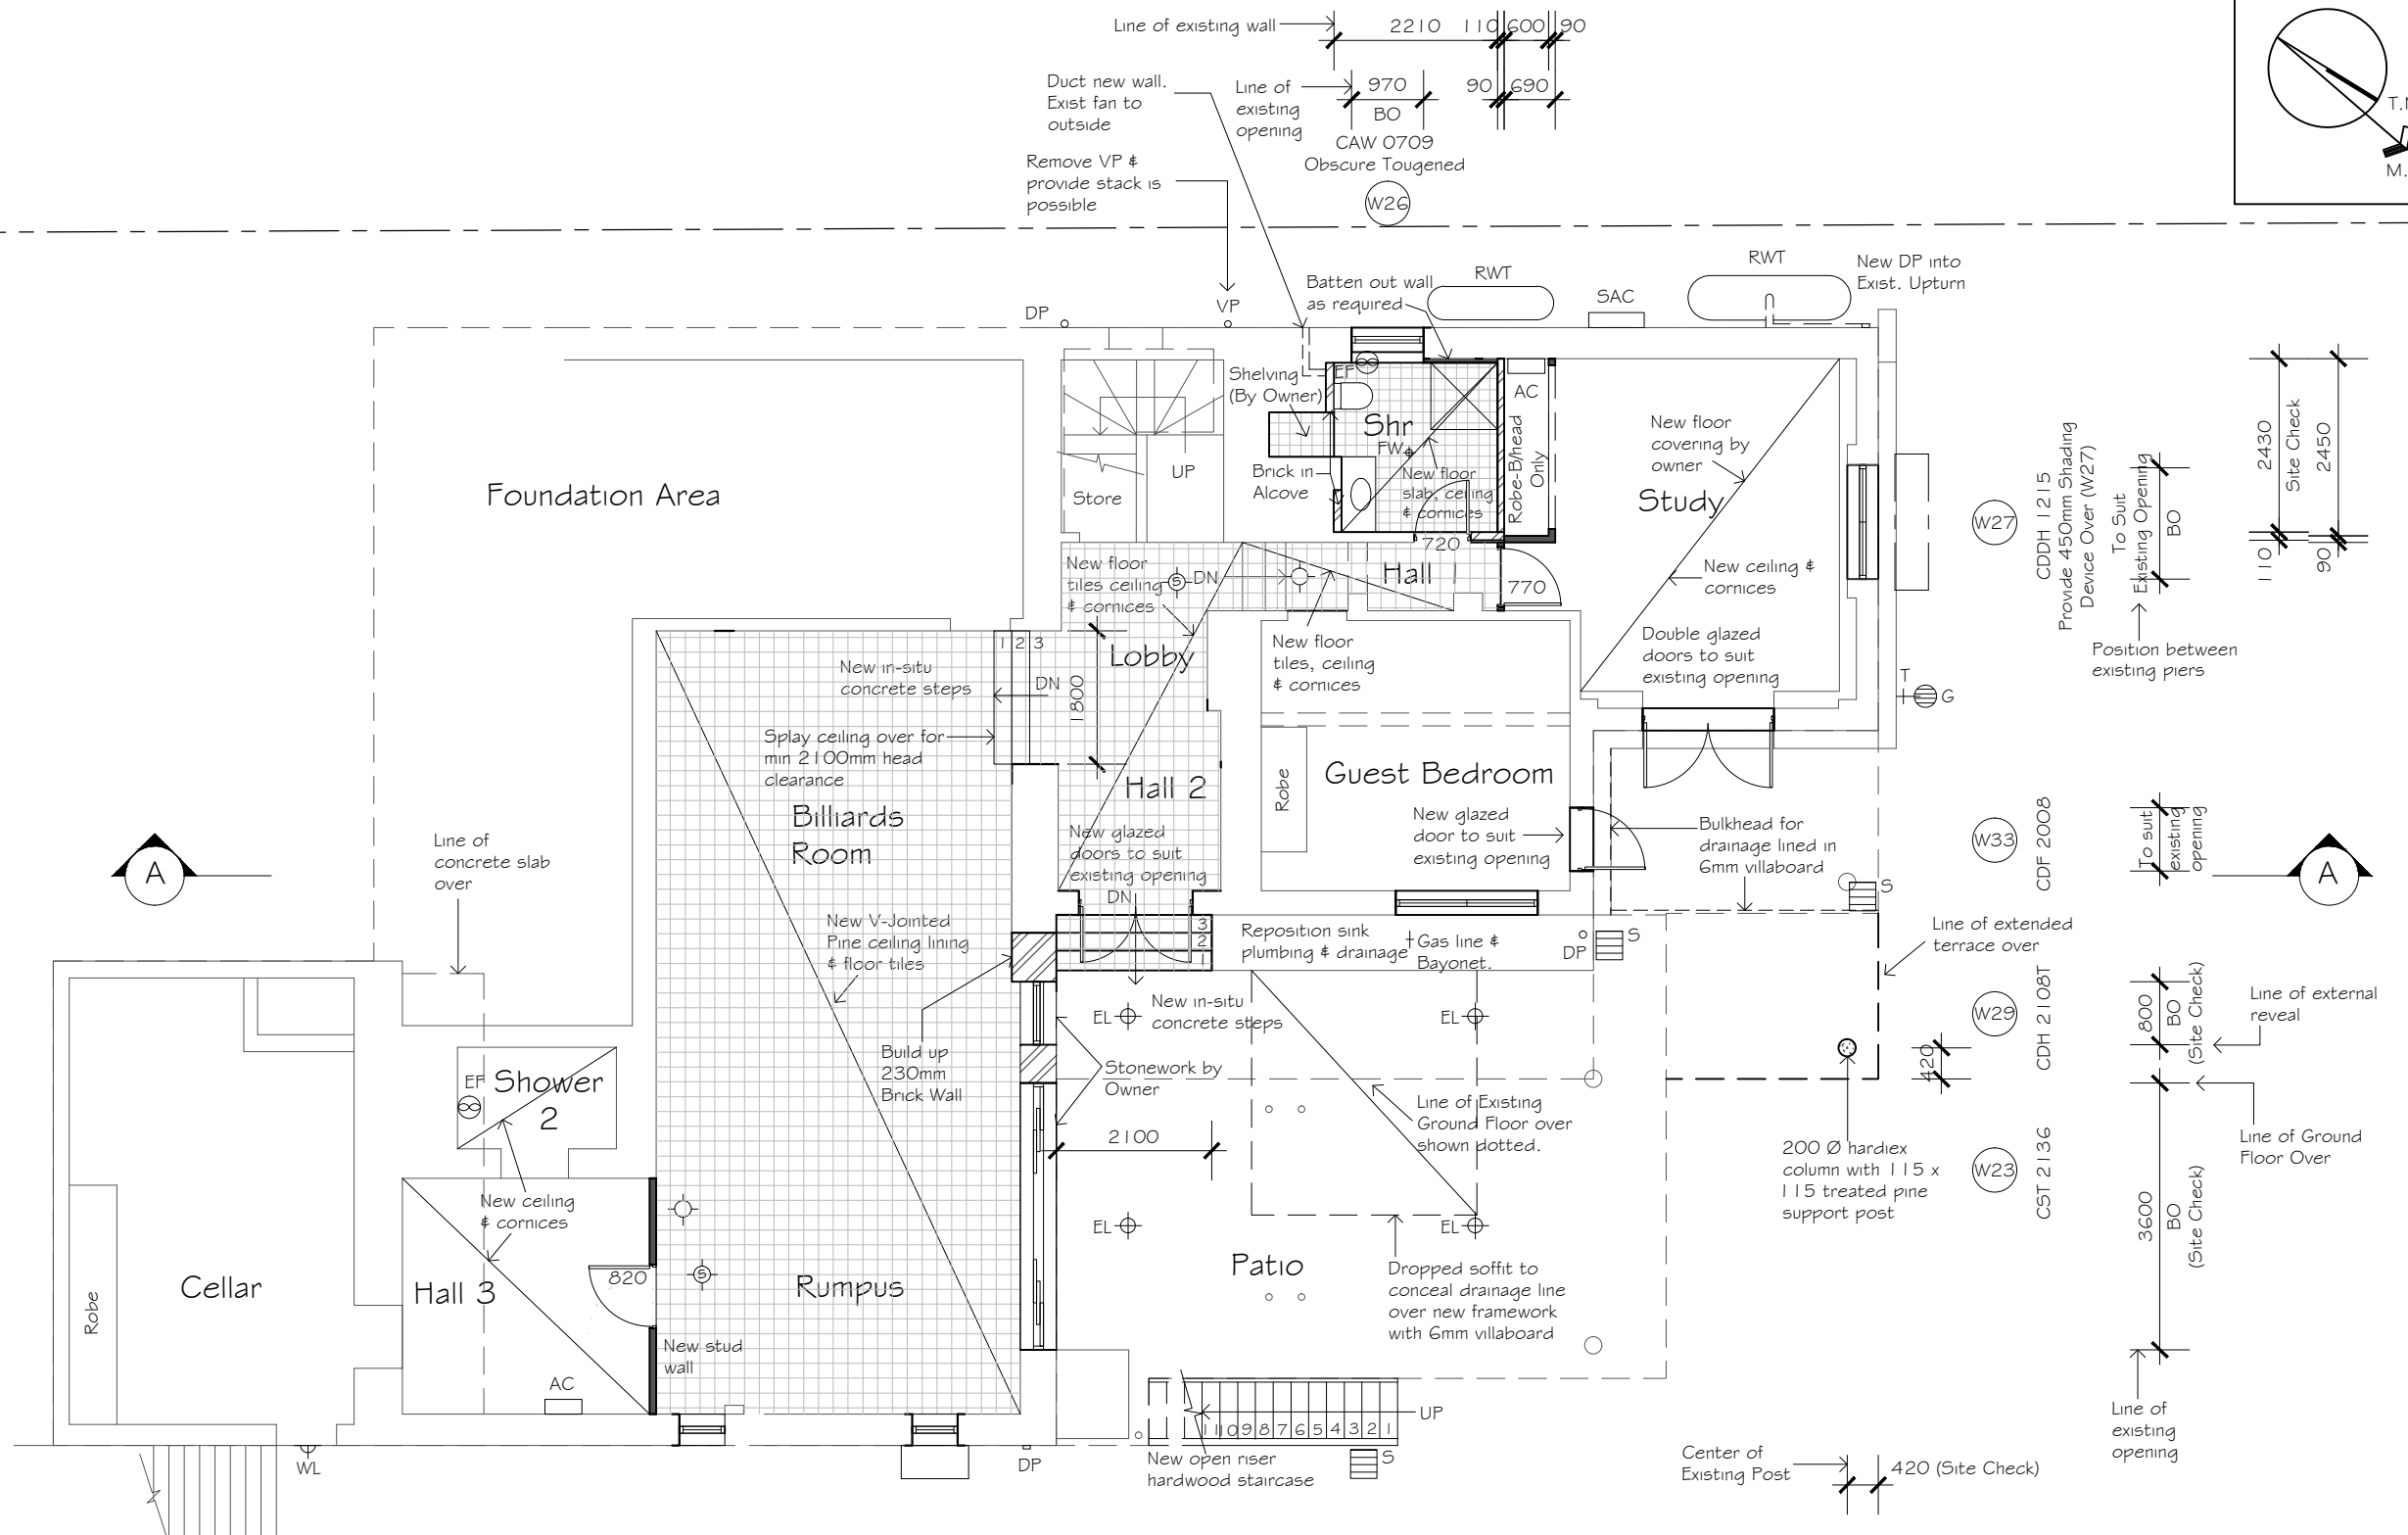 Line of existing wall
2210 110 600 90
Duct new wall.
Exist fan to
outside
Line of
existing
opening
970
BO
90 690
CAW 0709
Obscure Tougened
W26
Remove VP &
provide stack is
possible
DP
VP
Batten out wall
as required
RWT
SAC
RWT
New DP into
Exist. Upturn
Foundation Area
Store
UP
Shelving
(By Owner)
EF
Shr
FW
Brick in
Alcove
New floor
slab, ceiling
& cornices
AC
Robe-B/head
Only
New floor
covering by
owner
Study
New ceiling &
cornices
Double glazed
doors to suit
existing opening
W27
CDDH 1215
Provide 450mm Shading
Device Over (W27)
To Suit
Existing Opening
BO
2430
Site Check
2450
110
90
Position between
existing piers
T
G
720
Hall
770
New floor
tiles ceiling
& cornices
S
DN
Lobby
New floor
tiles, ceiling
& cornices
1 2 3
DN
1800
New in-situ
concrete steps
Splay ceiling over for
min 2100mm head
clearance
Billiards
Room
Hall 2
New glazed
doors to suit
existing opening
DN
3
2
1
Robe
Guest Bedroom
New glazed
door to suit
existing opening
Bulkhead for
drainage lined in
6mm villaboard
S
W33
CDF 2008
To suit
existing
opening
A
A
Line of
concrete slab
over
New V-Jointed
Pine ceiling lining
& floor tiles
Reposition sink
plumbing & drainage
Gas line &
Bayonet.
DP
S
Line of extended
terrace over
W29
CDH 2108T
800
BO
(Site Check)
Line of external
reveal
420
New in-situ
concrete steps
EL
EL
Build up
230mm
Brick Wall
Stonework by
Owner
2100
Line of Existing
Ground Floor over
shown dotted.
EL
EL
200 Ø hardiex
column with 115 x
115 treated pine
support post
W23
CST 2136
3600
BO
(Site Check)
Line of Ground
Floor Over
EF
Shower
2
New ceiling
& cornices
Cellar
Robe
Hall 3
820
S
Rumpus
New stud
wall
AC
Patio
Dropped soffit to
conceal drainage line
over new framework
with 6mm villaboard
UP
11 10 9 8 7 6 5 4 3 2 1
New open riser
hardwood staircase
S
WL
DP
Line of
existing
opening
Center of
Existing Post
420 (Site Check)